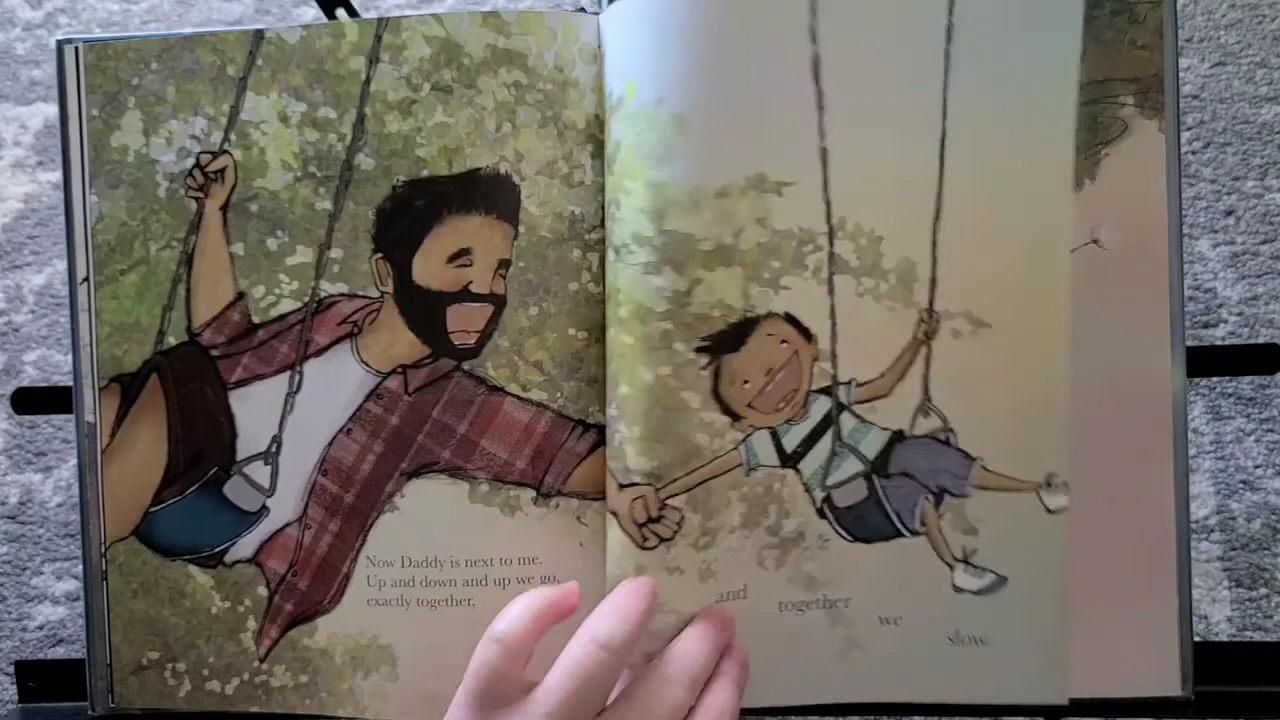 Now Daddy is next to me.
Up and down and up we go,
exactly together,
and together we slow